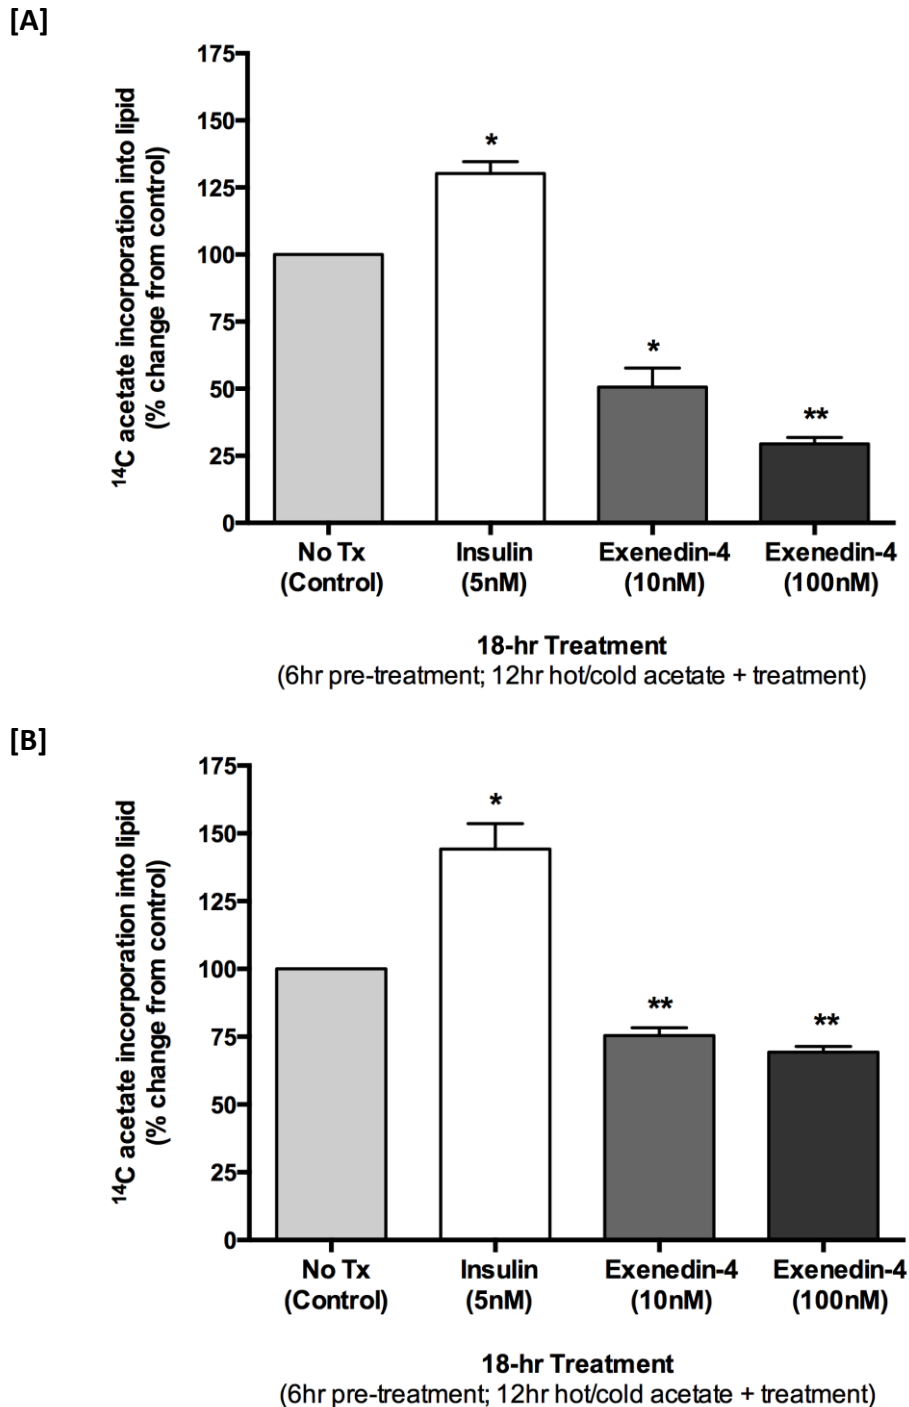 [A]
175
150
125
100
75
50
25
0
14C acetate incorporation into lipid
(% change from control)
*
*
**
No Tx
(Control)
Insulin
(5nM)
Exenedin-4
(10nM)
Exenedin-4
(100nM)
18-hr Treatment
(6hr pre-treatment; 12hr hot/cold acetate + treatment)
[B]
175
150
125
100
75
50
25
0
14C acetate incorporation into lipid
(% change from control)
*
**
**
No Tx
(Control)
Insulin
(5nM)
Exenedin-4
(10nM)
Exenedin-4
(100nM)
18-hr Treatment
(6hr pre-treatment; 12hr hot/cold acetate + treatment)